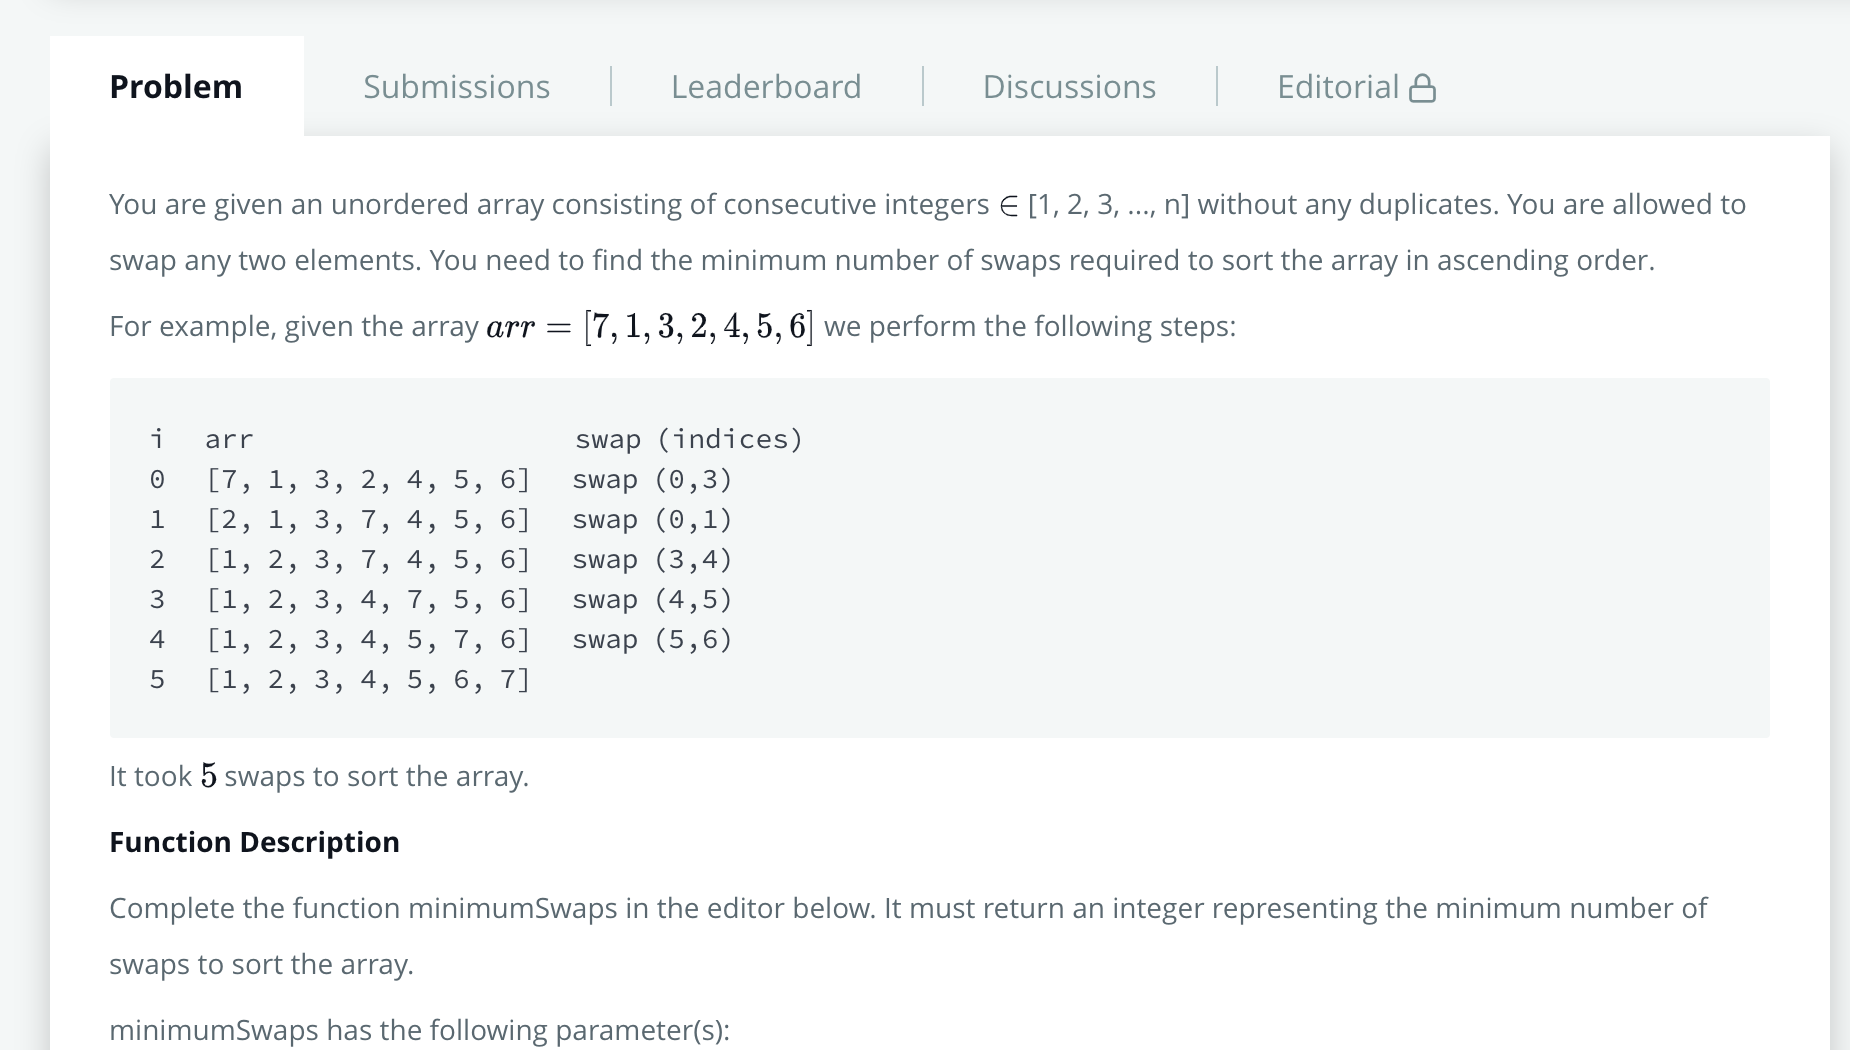 Problem Submissions Leaderboard Discussions Editorial
You are given an unordered array consisting of consecutive integers ∈ [1, 2, 3, ..., n] without any duplicates. You are allowed to
swap any two elements. You need to find the minimum number of swaps required to sort the array in ascending order.
For example, given the array arr = [7, 1, 3, 2, 4, 5, 6] we perform the following steps:
i arr swap (indices)
0 [7, 1, 3, 2, 4, 5, 6] swap (0,3)
1 [2, 1, 3, 7, 4, 5, 6] swap (0,1)
2 [1, 2, 3, 7, 4, 5, 6] swap (3,4)
3 [1, 2, 3, 4, 7, 5, 6] swap (4,5)
4 [1, 2, 3, 4, 5, 7, 6] swap (5,6)
5 [1, 2, 3, 4, 5, 6, 7]
It took 5 swaps to sort the array.
Function Description
Complete the function minimumSwaps in the editor below. It must return an integer representing the minimum number of
swaps to sort the array.
minimumSwaps has the following parameter(s):